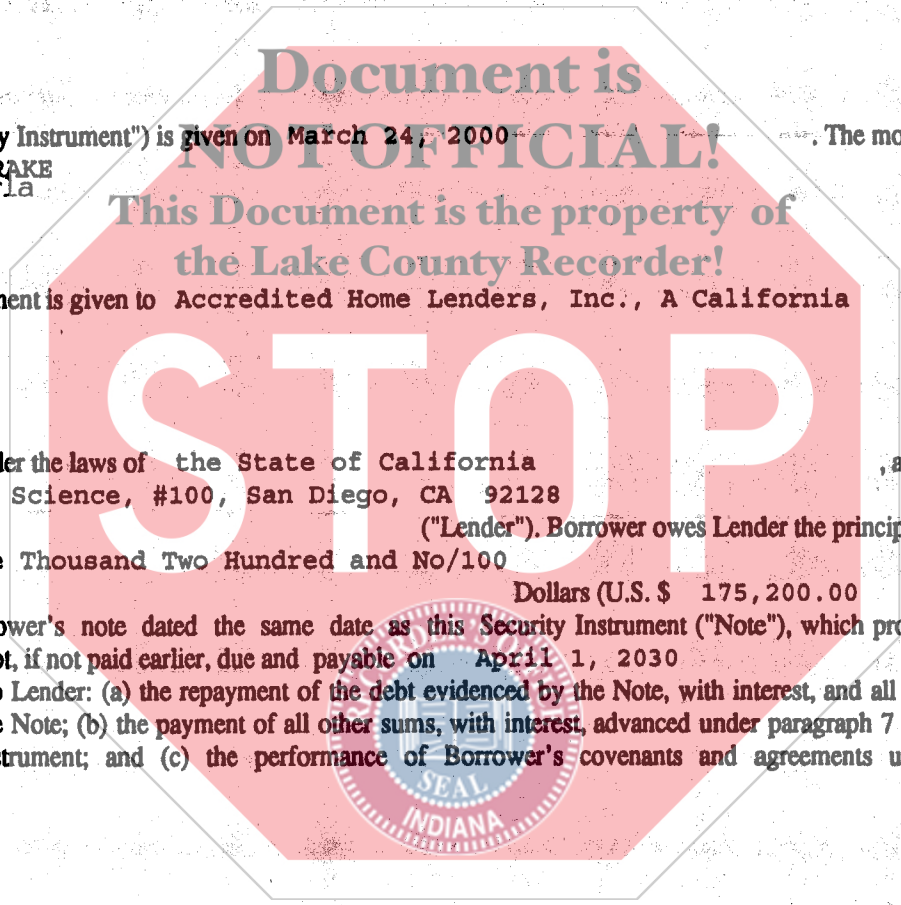 Document is
y Instrument") is given on March 24, 2000 . The mo
NOT OFFICIAL!
RAKE
rla
This Document is the property of
the Lake County Recorder!
ment is given to Accredited Home Lenders, Inc., A California
STOP
der the laws of the State of California , a
Science, #100, San Diego, CA 92128
("Lender"). Borrower owes Lender the princip
e Thousand Two Hundred and No/100
Dollars (U.S. $ 175,200.00
ower's note dated the same date as this Security Instrument ("Note"), which pro
ot, if not paid earlier, due and payable on April 1, 2030
o Lender: (a) the repayment of the debt evidenced by the Note, with interest, and all
e Note; (b) the payment of all other sums, with interest, advanced under paragraph 7
strument; and (c) the performance of Borrower's covenants and agreements u
SEAL
INDIANA